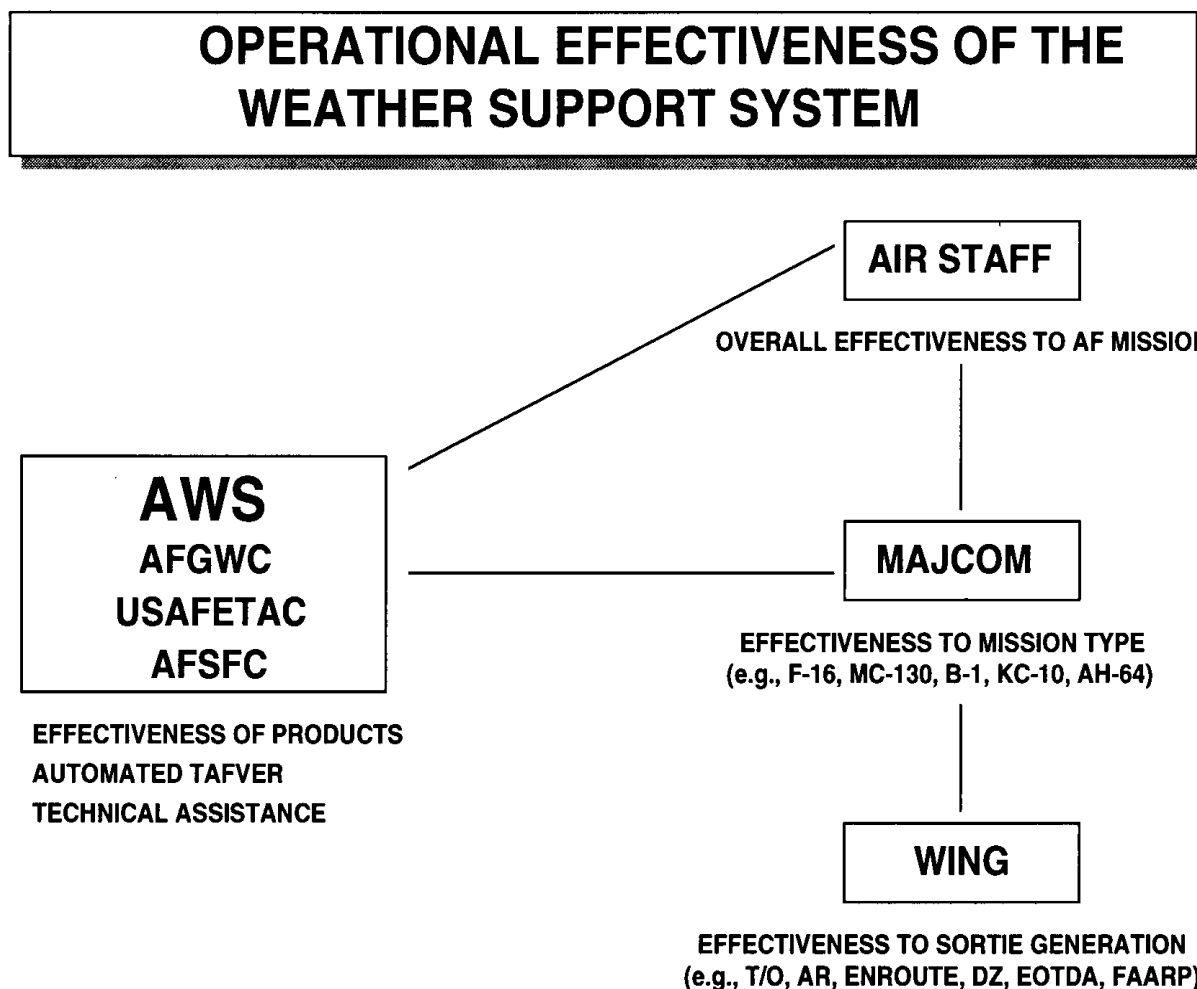 OPERATIONAL EFFECTIVENESS OF THE
WEATHER SUPPORT SYSTEM
AIR STAFF
OVERALL EFFECTIVENESS TO AF MISSION
AWS
AFGWC
USAFETAC
AFSFC
EFFECTIVENESS OF PRODUCTS
AUTOMATED TAFVER
TECHNICAL ASSISTANCE
MAJCOM
EFFECTIVENESS TO MISSION TYPE
(e.g., F-16, MC-130, B-1, KC-10, AH-64)
WING
EFFECTIVENESS TO SORTIE GENERATION
(e.g., T/O, AR, ENROUTE, DZ, EOTDA, FAARP)